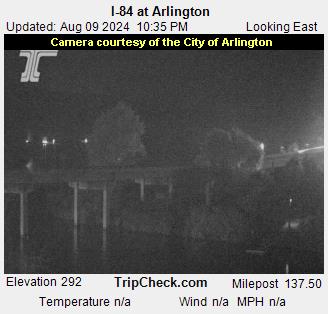 I-84 at Arlington
Updated: Aug 09 2024 10:35 PM Looking East
Camera courtesy of the City of Arlington
Elevation 292 TripCheck.com Milepost 137.50
Temperature n/a Wind n/a MPH n/a